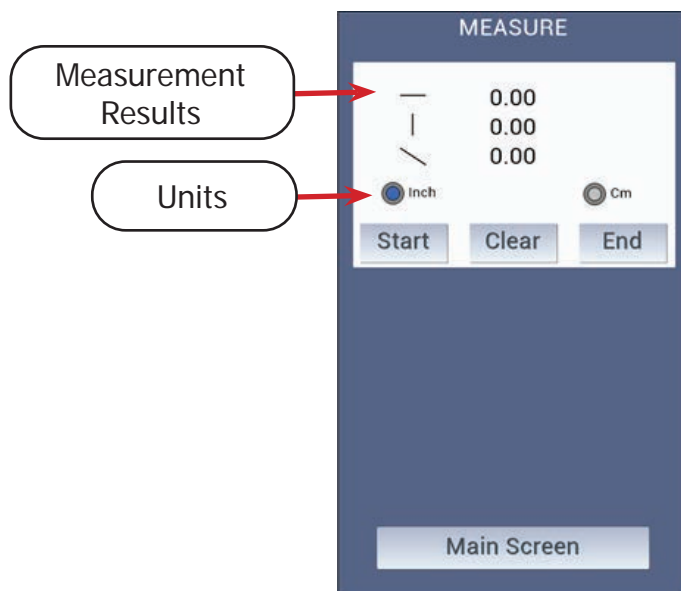 MEASURE
Measurement
Results
0.00
0.00
0.00
Units
Inch
Cm
Start
Clear
End
Main Screen